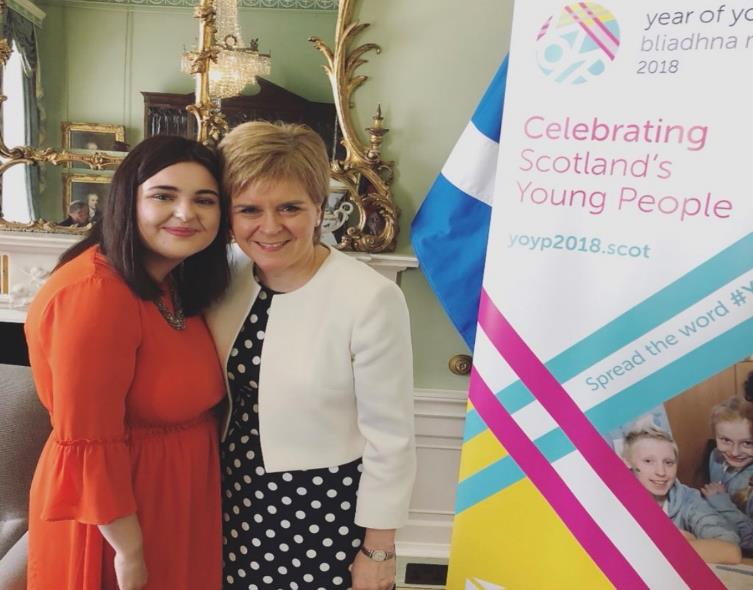 year of yo
bliadhna
2018
Celebrating
Scotland's
Young People
yoyp2018.scot
Spread the word #Y